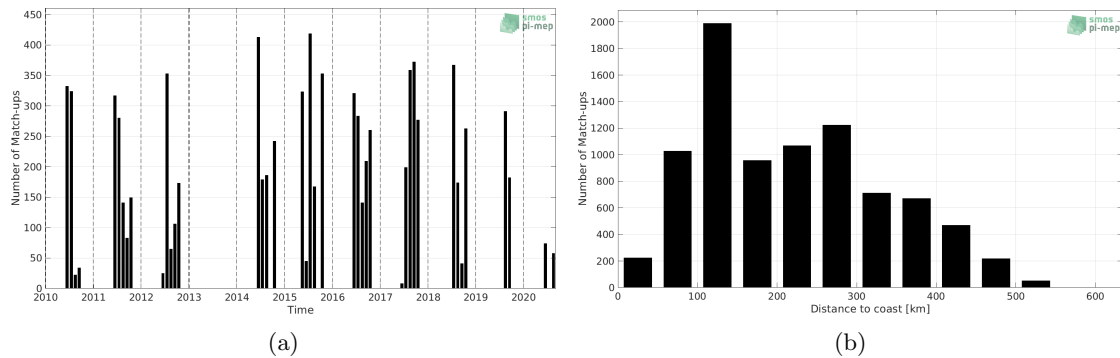 450
400
350
300
250
200
150
100
50
0
Number of Match-ups
2010 2011 2012 2013 2014 2015 2016 2017 2018 2019 2020
Time
smos
pi-mep
(a)
2000
1800
1600
1400
1200
1000
800
600
400
200
0
Number of Match-ups
0 100 200 300 400 500 600
Distance to coast [km]
smos
pi-mep
(b)